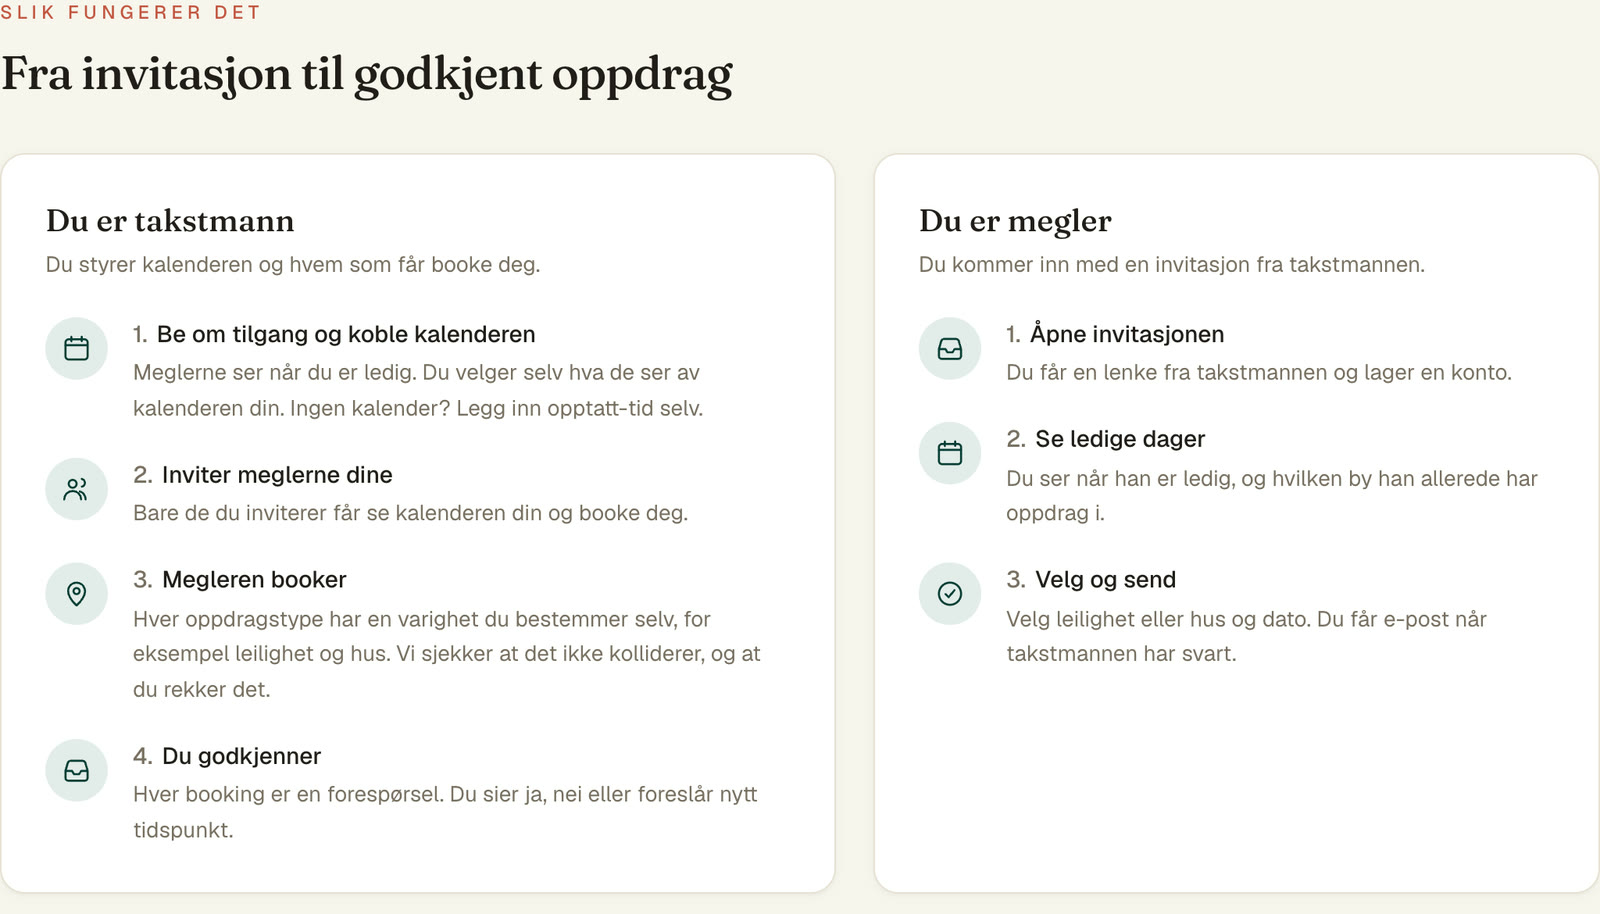 SLIK FUNGERER DET
Fra invitasjon til godkjent oppdrag
Du er takstmann
Du styrer kalenderen og hvem som får booke deg.
1. Be om tilgang og koble kalenderen
Meglerne ser når du er ledig. Du velger selv hva de ser av
kalenderen din. Ingen kalender? Legg inn opptatt-tid selv.
2. Inviter meglerne dine
Bare de du inviterer får se kalenderen din og booke deg.
3. Megleren booker
Hver oppdragstype har en varighet du bestemmer selv, for
eksempel leilighet og hus. Vi sjekker at det ikke kolliderer, og at
du rekker det.
4. Du godkjenner
Hver booking er en forespørsel. Du sier ja, nei eller foreslår nytt
tidspunkt.
Du er megler
Du kommer inn med en invitasjon fra takstmannen.
1. Åpne invitasjonen
Du får en lenke fra takstmannen og lager en konto.
2. Se ledige dager
Du ser når han er ledig, og hvilken by han allerede har
oppdrag i.
3. Velg og send
Velg leilighet eller hus og dato. Du får e-post når
takstmannen har svart.